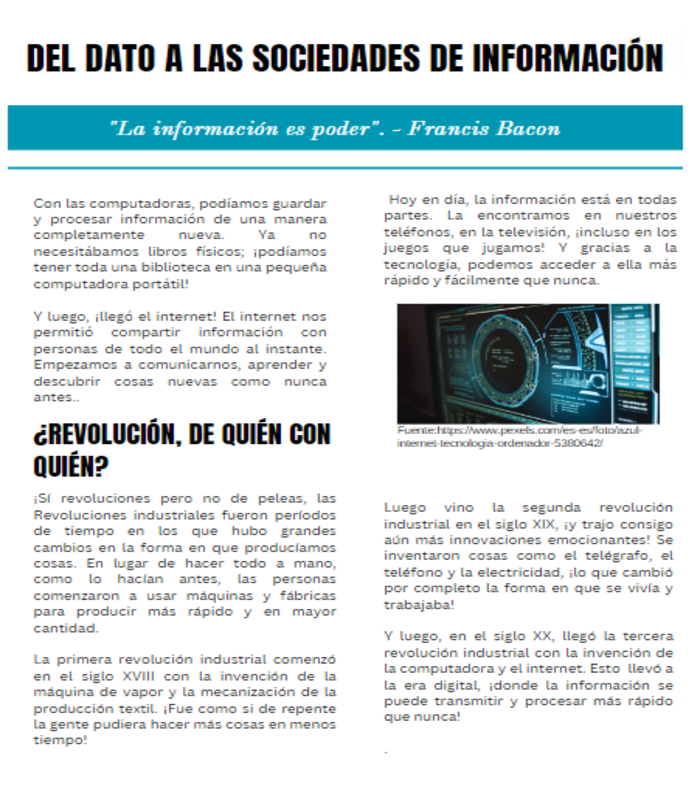 DEL DATO A LAS SOCIEDADES DE INFORMACIÓN
"La información es poder". - Francis Bacon
Con las computadoras, podíamos guardar
y procesar información de una manera
completamente nueva. Ya no
necesitábamos libros físicos; ¡podíamos
tener toda una biblioteca en una pequeña
computadora portátil!
Y luego, ¡llegó el internet! El internet nos
permitió compartir información con
personas de todo el mundo al instante.
Empezamos a comunicarnos, aprender y
descubrir cosas nuevas como nunca
antes..
Hoy en día, la información está en todas
partes. La encontramos en nuestros
teléfonos, en la televisión, ¡incluso en los
juegos que jugamos! Y gracias a la
tecnología, podemos acceder a ella más
rápido y fácilmente que nunca.
Fuente:https://www.pexels.com/es-es/foto/azul-
internet-tecnologia-ordenador-5380642/
¿REVOLUCIÓN, DE QUIÉN CON
QUIÉN?
¡Sí revoluciones pero no de peleas, las
Revoluciones industriales fueron períodos
de tiempo en los que hubo grandes
cambios en la forma en que producíamos
cosas. En lugar de hacer todo a mano,
como lo hacían antes, las personas
comenzaron a usar máquinas y fábricas
para producir más rápido y en mayor
cantidad.
La primera revolución industrial comenzó
en el siglo XVIII con la invención de la
máquina de vapor y la mecanización de la
producción textil. ¡Fue como si de repente
la gente pudiera hacer más cosas en menos
tiempo!
Luego vino la segunda revolución
industrial en el siglo XIX, ¡y trajo consigo
aún más innovaciones emocionantes! Se
inventaron cosas como el telégrafo, el
teléfono y la electricidad, ¡lo que cambió
por completo la forma en que se vivía y
trabajaba!
Y luego, en el siglo XX, llegó la tercera
revolución industrial con la invención de
la computadora y el internet. Esto llevó a
la era digital, ¡donde la información se
puede transmitir y procesar más rápido
que nunca!
.